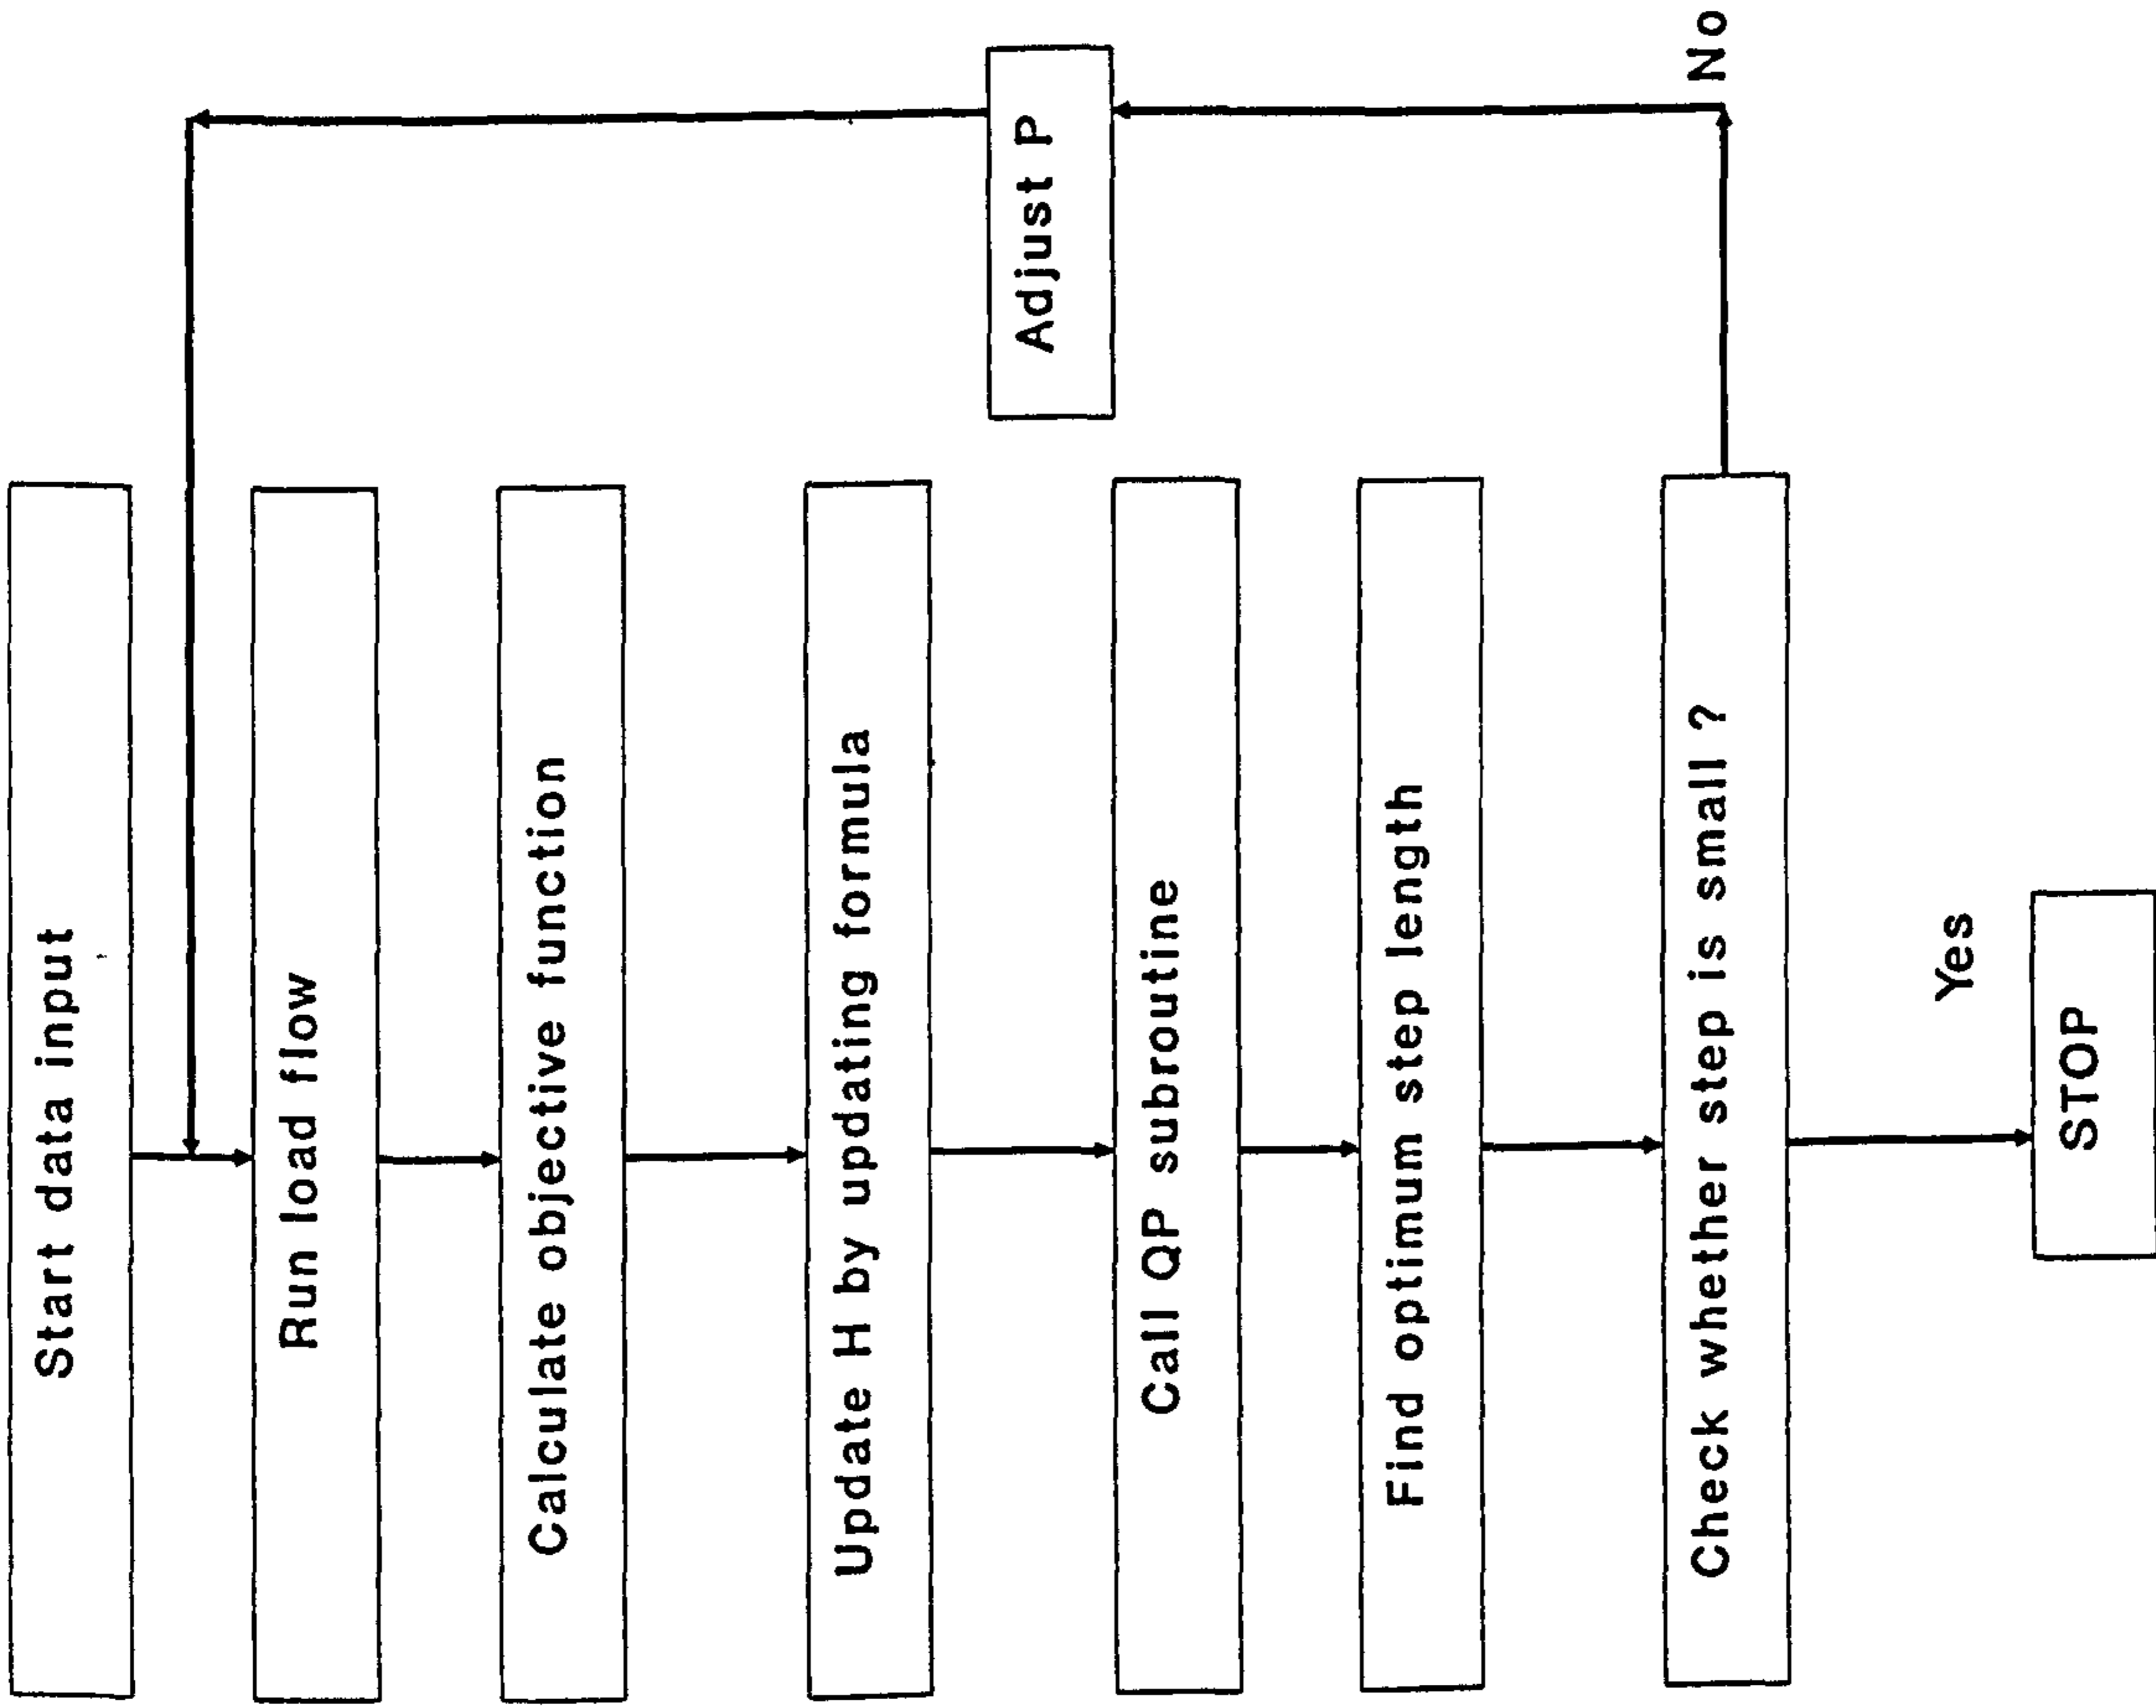 Start data input
Run load flow
Calculate objective function
Update H by updating formula
Call QP subroutine
Find optimum step length
Check whether step is small ?
No
Adjust P
Yes
STOP